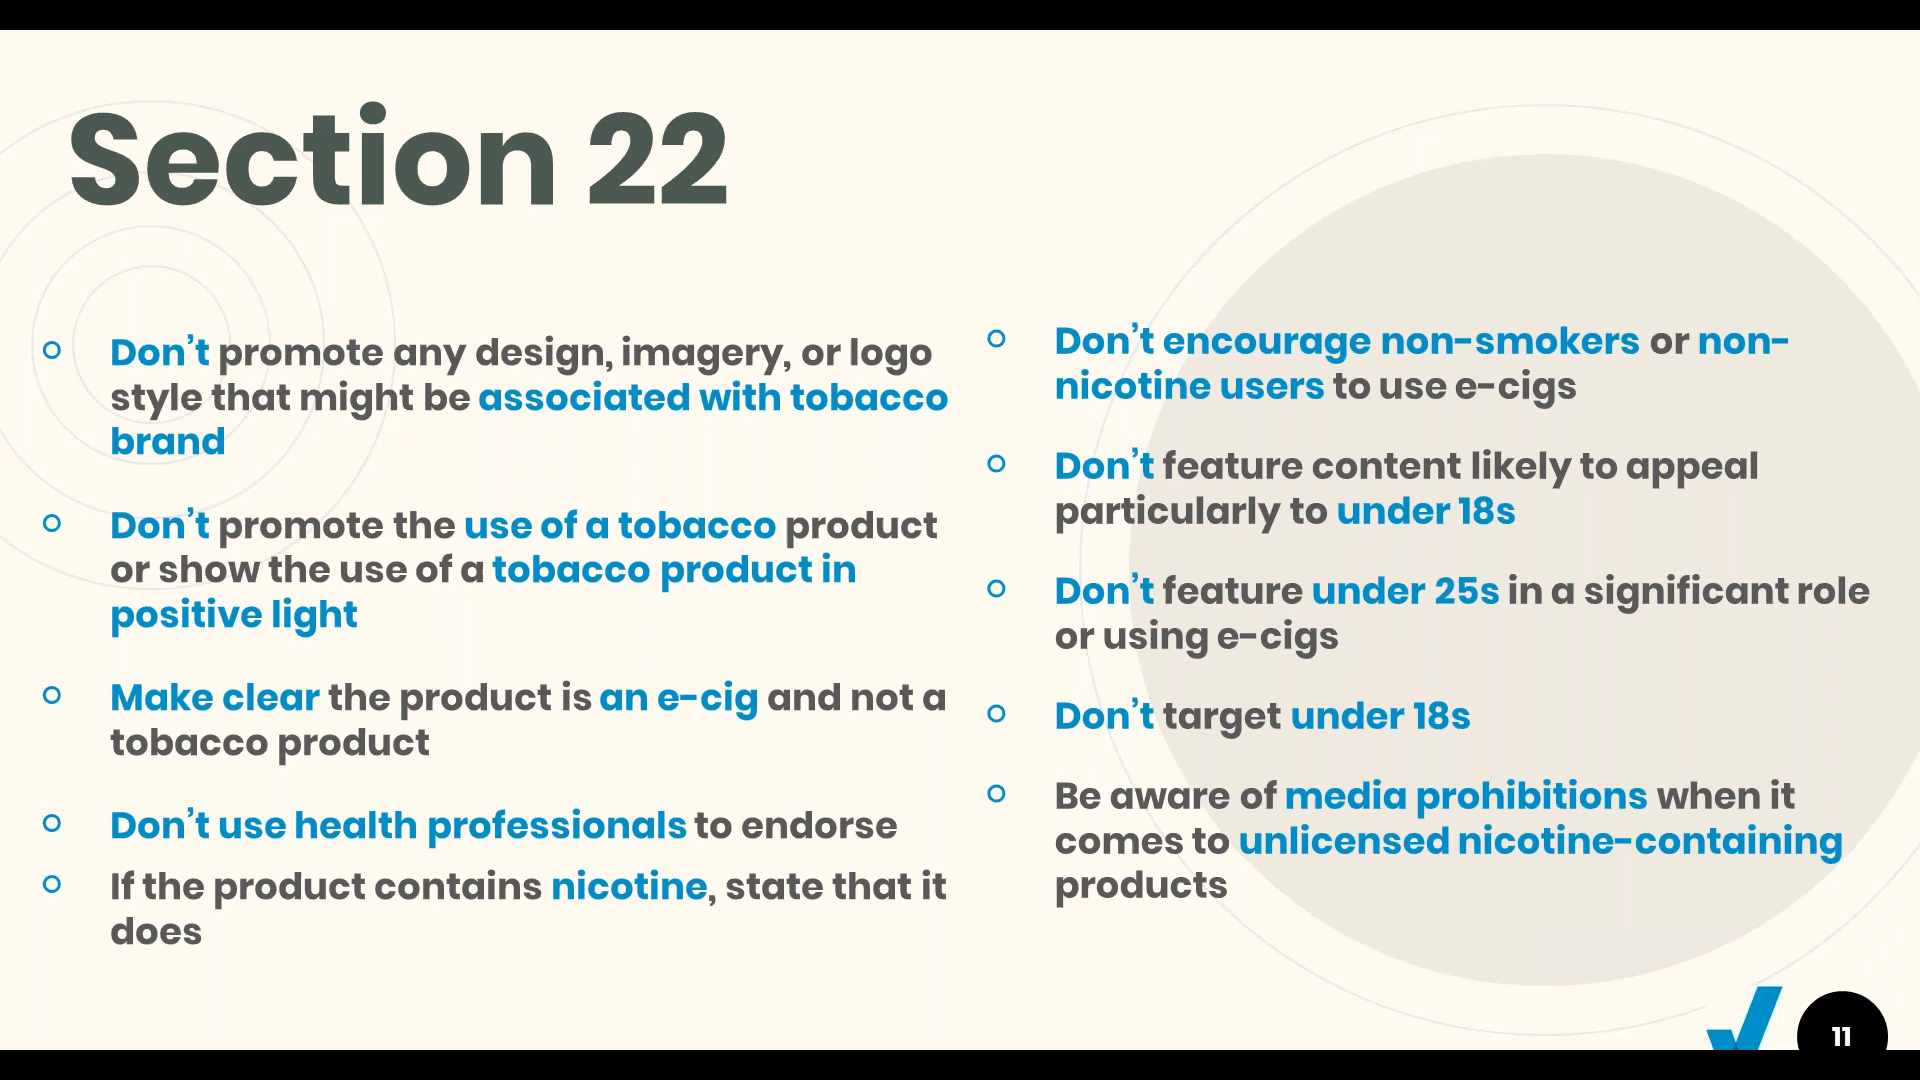 Section 22
Don’t promote any design, imagery, or logo
style that might be associated with tobacco
brand
Don’t promote the use of a tobacco product
or show the use of a tobacco product in
positive light
Make clear the product is an e-cig and not a
tobacco product
Don’t use health professionals to endorse
If the product contains nicotine, state that it
does
Don’t encourage non-smokers or non-
nicotine users to use e-cigs
Don’t feature content likely to appeal
particularly to under 18s
Don’t feature under 25s in a significant role
or using e-cigs
Don’t target under 18s
Be aware of media prohibitions when it
comes to unlicensed nicotine-containing
products
11